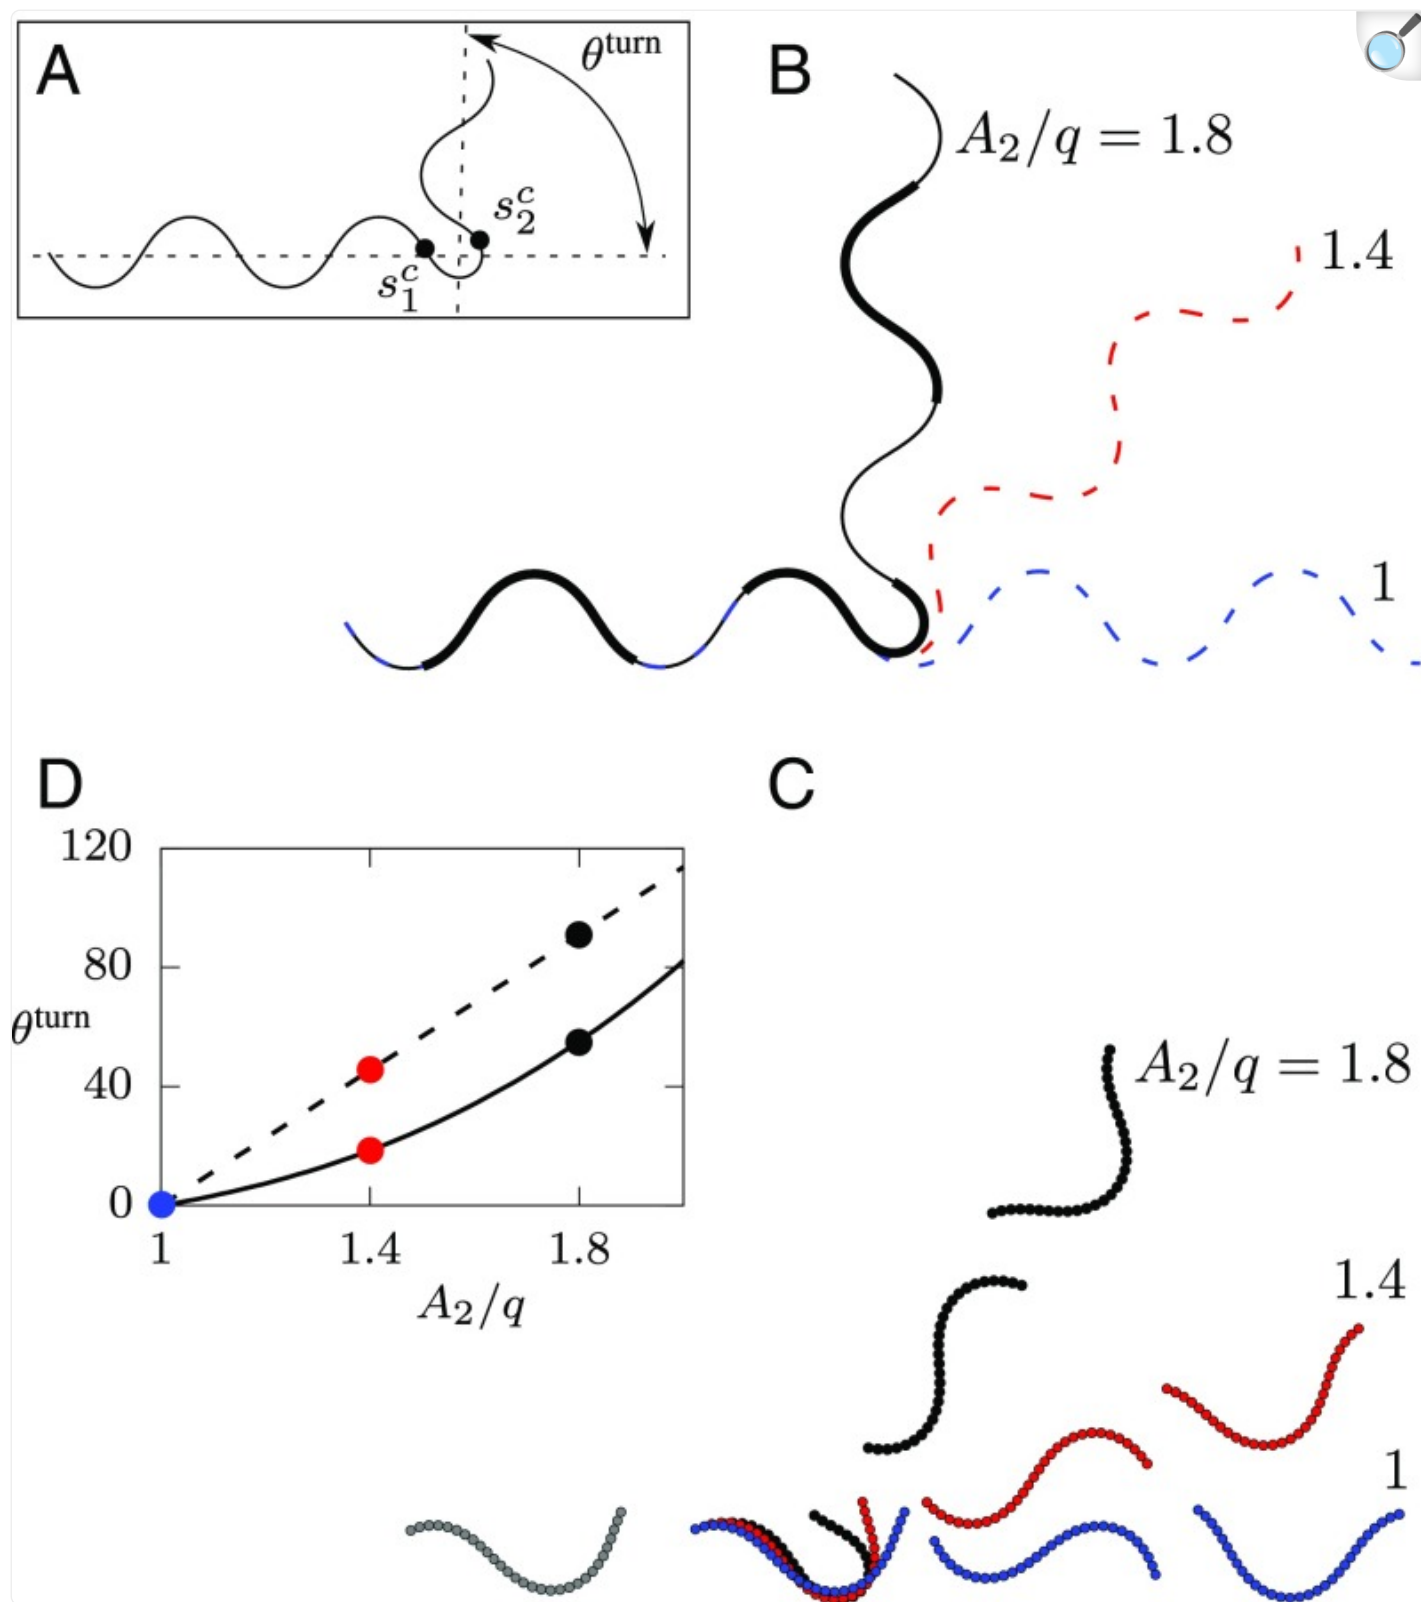 A
θ^turn
s_2^c
s_1^c
B
A_2/q = 1.8
1.4
1
D
120
80
θ^turn
40
0
1 1.4 1.8
A_2/q
C
A_2/q = 1.8
1.4
1